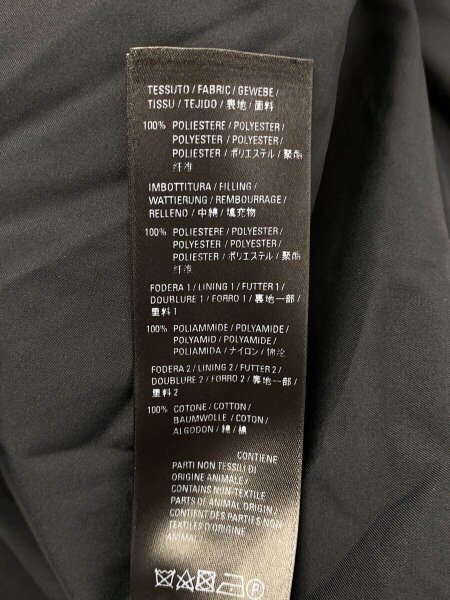 TESSUTO / FABRIC / GEWEBE /
TISSU / TEJIDO / 表地 / 面料
100% POLIESTERE / POLYESTER /
POLYESTER / POLYESTER /
POLIESTER / ポリエステル / 聚酯
纤维
IMBOTTITURA / FILLING /
WATTIERUNG / REMBOURRAGE /
RELLENO / 中綿 / 填充物
100% POLIESTERE / POLYESTER /
POLYESTER / POLYESTER /
POLIESTER / ポリエステル / 聚酯
纤维
FODERA 1 / LINING 1 / FUTTER 1 /
DOUBLURE 1 / FORRO 1 / 裏地一部 /
里料 1
100% POLIAMMIDE / POLYAMIDE /
POLYAMID / POLYAMIDE /
POLIAMIDA / ナイロン / 锦纶
FODERA 2 / LINING 2 / FUTTER 2 /
DOUBLURE 2 / FORRO 2 / 裏地一部 /
里料 2
100% COTONE / COTTON /
BAUMWOLLE / COTON /
ALGODON / 綿 / 棉
CONTIENE
PARTI NON TESSILI DI
ORIGINE ANIMALE /
CONTAINS NON-TEXTILE
PARTS OF ANIMAL ORIGIN /
CONTIENT DES PARTIES NON
TEXTILES D'ORIGINE
ANIMAL
F